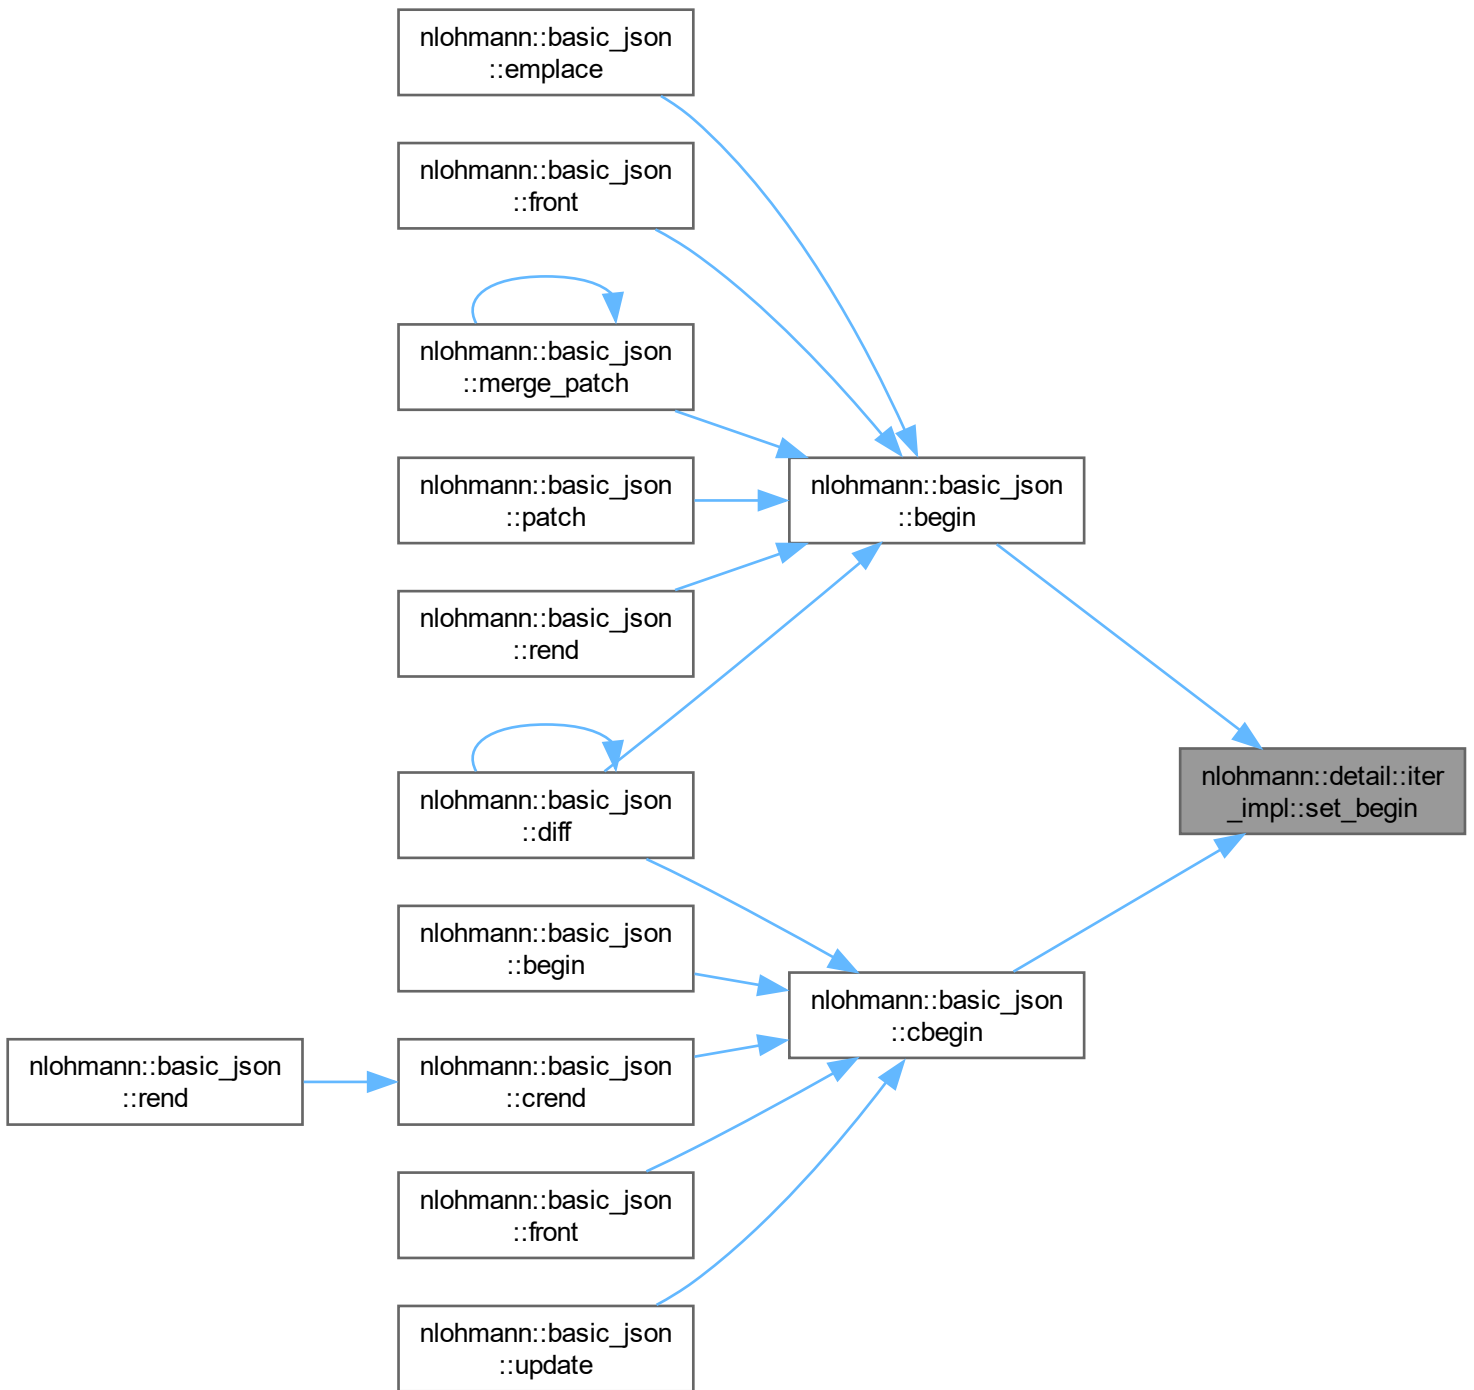 nlohmann::basic_json
::emplace
nlohmann::basic_json
::front
nlohmann::basic_json
::merge_patch
nlohmann::basic_json
::patch
nlohmann::basic_json
::begin
nlohmann::basic_json
::rend
nlohmann::detail::iter
_impl::set_begin
nlohmann::basic_json
::diff
nlohmann::basic_json
::begin
nlohmann::basic_json
::cbegin
nlohmann::basic_json
::rend
nlohmann::basic_json
::crend
nlohmann::basic_json
::front
nlohmann::basic_json
::update